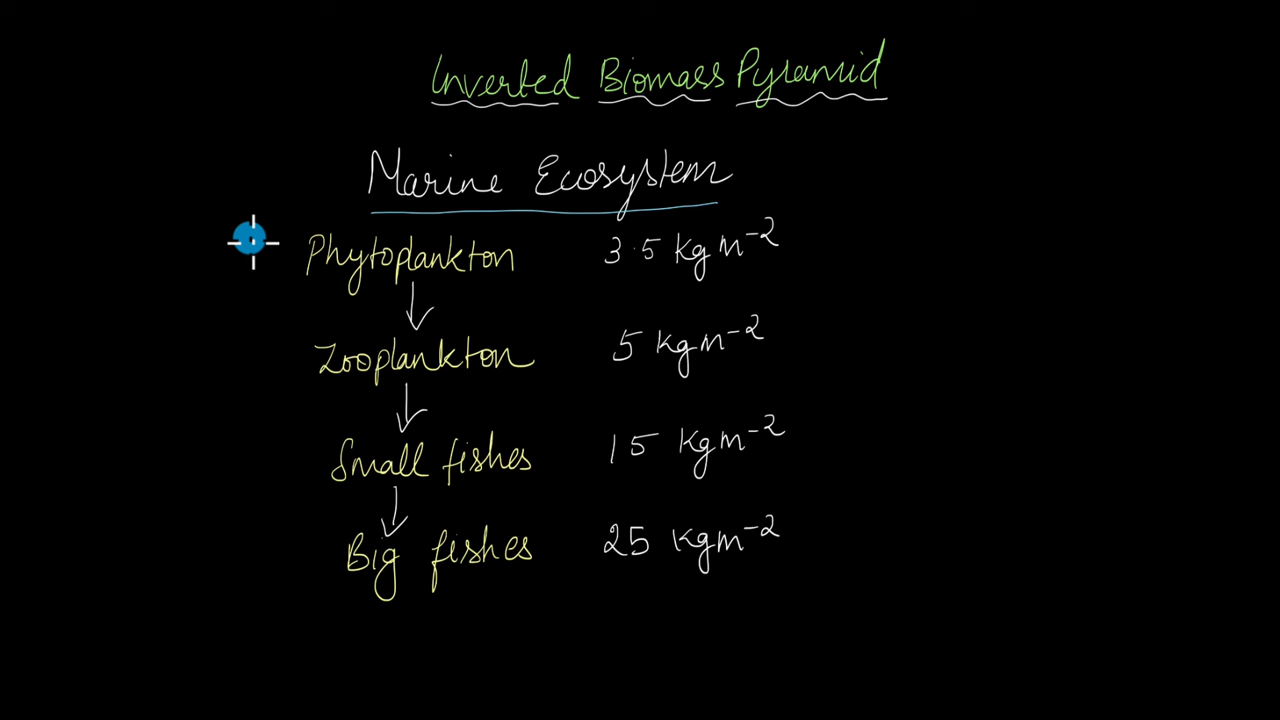 Inverted Biomass Pyramid
Marine Ecosystem
Phytoplankton 3.5 kg m⁻²
Zooplankton 5 kgm⁻²
Small fishes 15 kgm⁻²
Big fishes 25 kgm⁻²